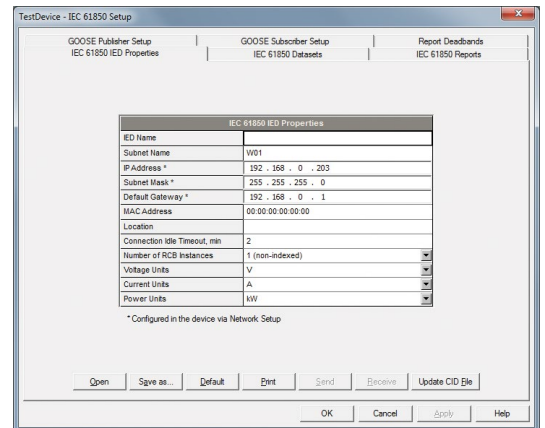 TestDevice - IEC 61850 Setup
GOOSE Publisher Setup GOOSE Subscriber Setup Report Deadbands
IEC 61850 IED Properties IEC 61850 Datasets IEC 61850 Reports
IEC 61850 IED Properties
IED Name
Subnet Name W01
IP Address * 192 . 168 . 0 . 203
Subnet Mask * 255 . 255 . 255 . 0
Default Gateway * 192 . 168 . 0 . 1
MAC Address 00:00:00:00:00:00
Location
Connection Idle Timeout, min 2
Number of RCB Instances 1 (non-indexed)
Voltage Units V
Current Units A
Power Units kW
* Configured in the device via Network Setup
Open Save as... Default Print Send Receive Update CID File
OK Cancel Apply Help